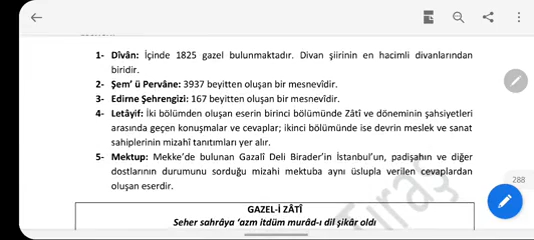 1- Dîvân: İçinde 1825 gazel bulunmaktadır. Divan şiirinin en hacimli divanlarından
biridir.
2- Şem' ü Pervâne: 3937 beyitten oluşan bir mesnevîdir.
3- Edirne Şehrengizi: 167 beyitten oluşan bir mesnevîdir.
4- Letâyif: İki bölümden oluşan eserin birinci bölümünde Zâtî ve döneminin şahsiyetleri
arasında geçen konuşmalar ve cevaplar; ikinci bölümünde ise devrin meslek ve sanat
sahiplerinin mizahî tanıtımları yer alır.
5- Mektup: Mekke'de bulunan Gazalî Deli Birader'in İstanbul'un, padişahın ve diğer
dostlarının durumunu sorduğu mizahi mektuba aynı üslupla verilen cevaplardan
oluşan eserdir.
288
GAZEL-İ ZÂTÎ
Seher sahrâya 'azm itdüm murâd-ı dil şikâr oldı